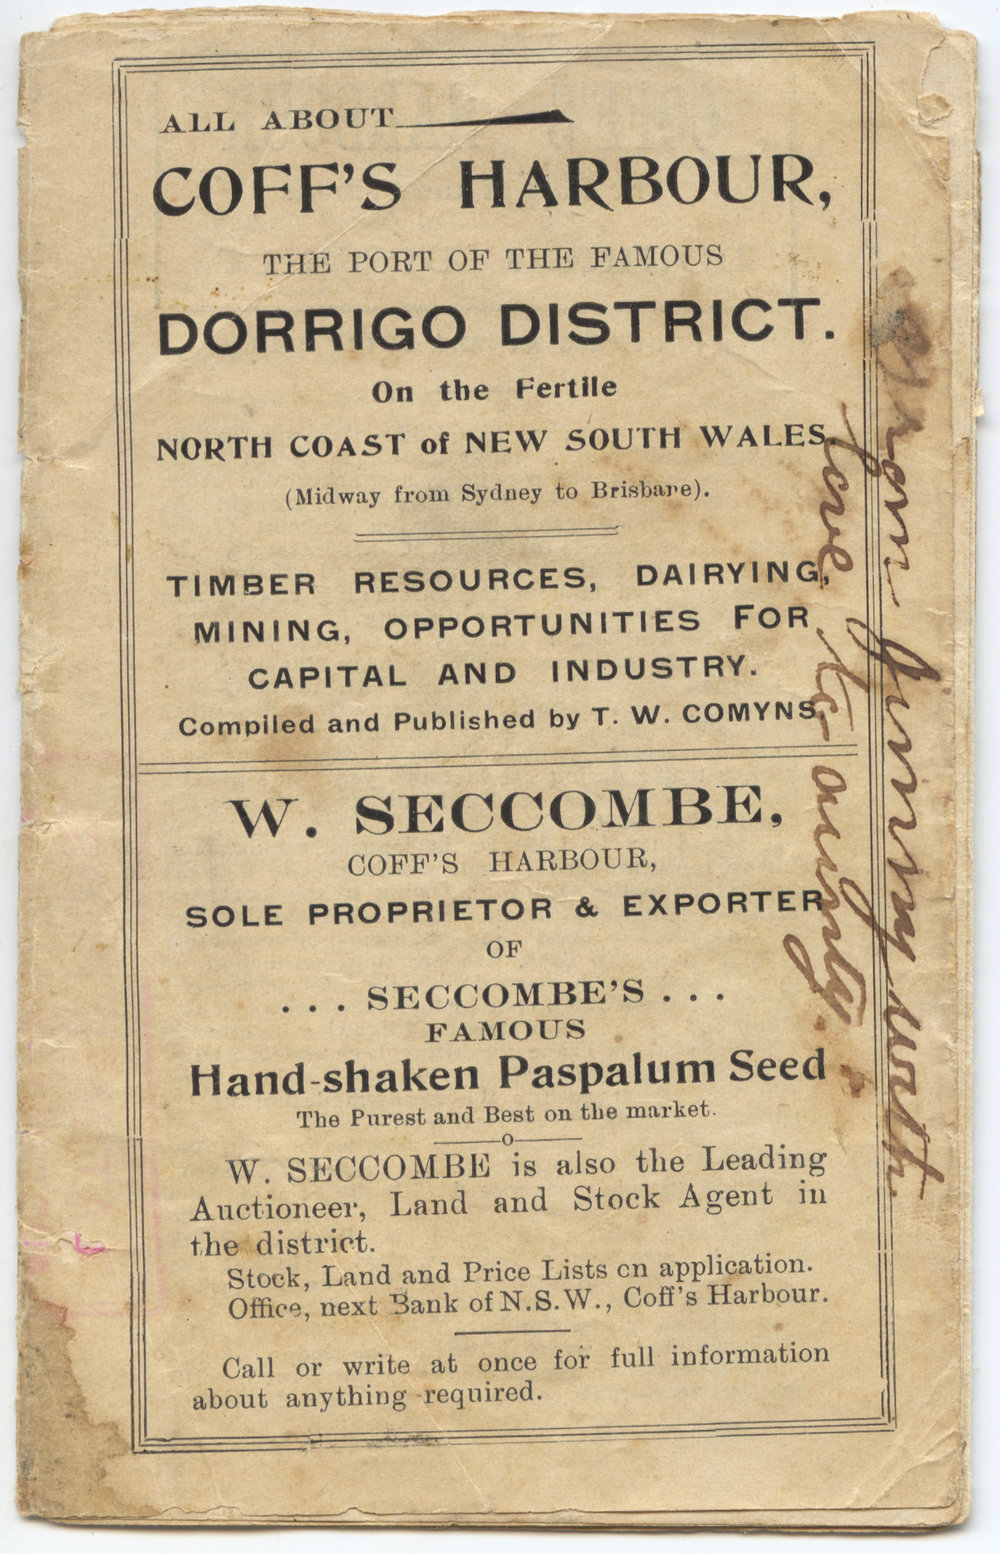 ALL ABOUT
COFF'S HARBOUR,
THE PORT OF THE FAMOUS
DORRIGO DISTRICT.
On the Fertile
NORTH COAST of NEW SOUTH WALES
(Midway from Sydney to Brisbane).
TIMBER RESOURCES, DAIRYING,
MINING, OPPORTUNITIES FOR
CAPITAL AND INDUSTRY.
Compiled and Published by T. W. COMYNS.
W. SECCOMBE,
COFF'S HARBOUR,
SOLE PROPRIETOR & EXPORTER
OF
. . . SECCOMBE'S . . .
FAMOUS
Hand-shaken Paspalum Seed
The Purest and Best on the market.
o
W. SECCOMBE is also the Leading
Auctioneer, Land and Stock Agent in
the district.
Stock, Land and Price Lists on application.
Office, next Bank of N.S.W., Coff's Harbour.
Call or write at once for full information
about anything required.
from Jimmy with
love to